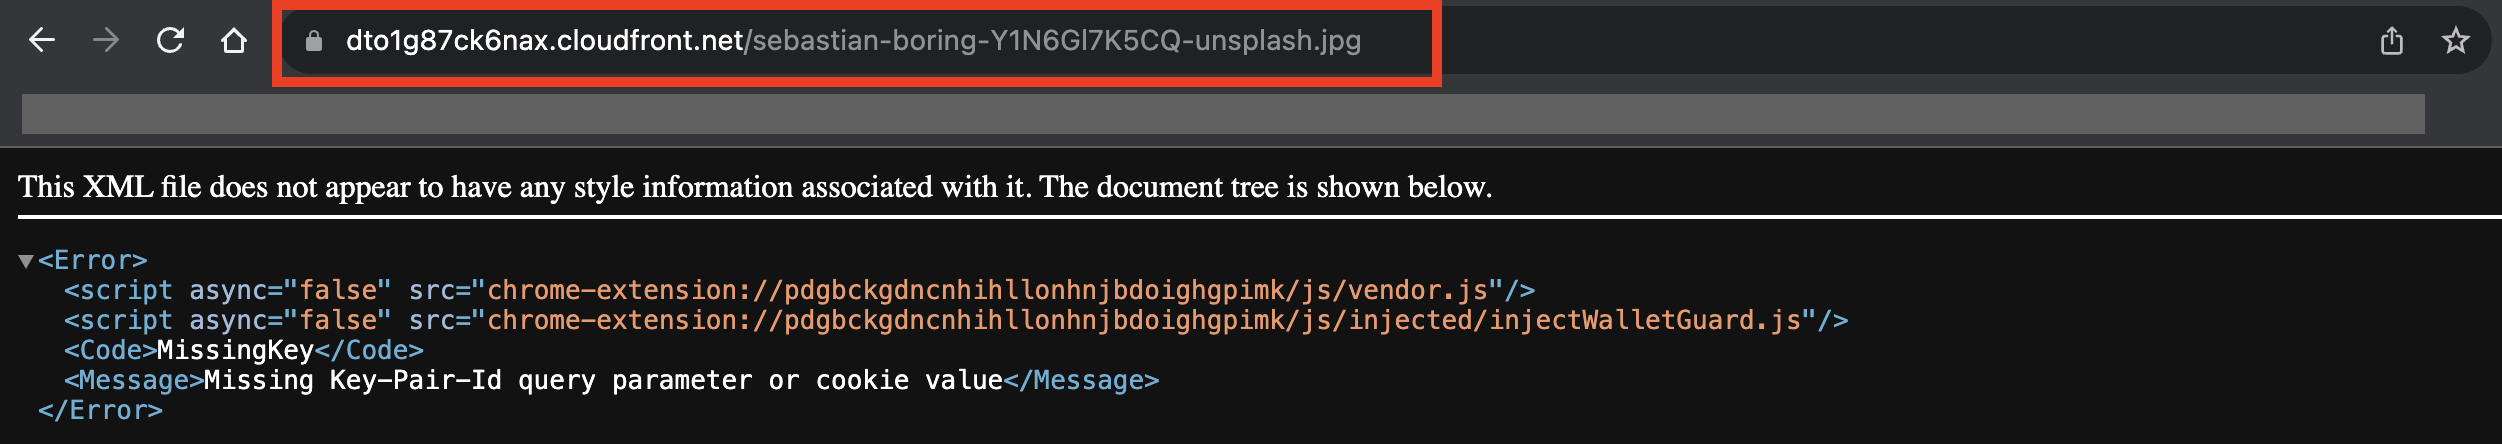 dto1g87ck6nax.cloudfront.net/sebastian-boring-Y1N6Gl7K5CQ-unsplash.jpg
This XML file does not appear to have any style information associated with it. The document tree is shown below.
<Error>
<script async="false" src="chrome-extension://pdgbckgdncnhihllonhnjbdoighgpimk/js/vendor.js"/>
<script async="false" src="chrome-extension://pdgbckgdncnhihllonhnjbdoighgpimk/js/injected/injectWalletGuard.js"/>
<Code>MissingKey</Code>
<Message>Missing Key-Pair-Id query parameter or cookie value</Message>
</Error>